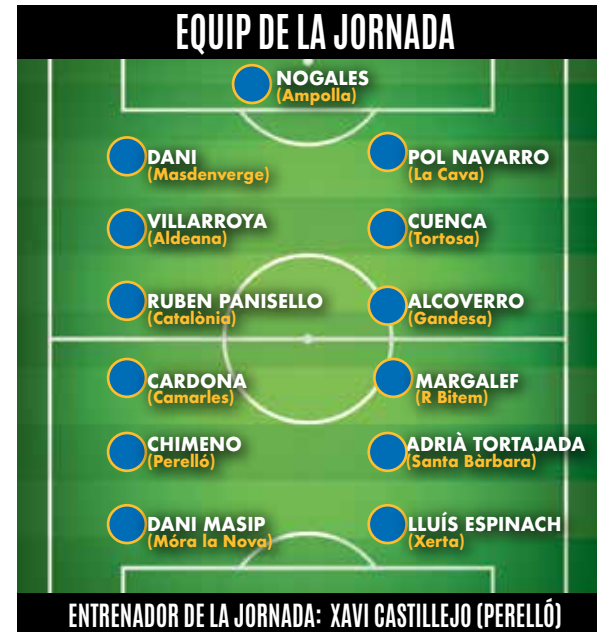 EQUIP DE LA JORNADA
NOGALES
(Ampolla)
DANI
(Masdenverge)
POL NAVARRO
(La Cava)
VILLARROYA
(Aldeana)
CUENCA
(Tortosa)
RUBEN PANISELLO
(Catalònia)
ALCOVERRO
(Gandesa)
CARDONA
(Camarles)
MARGALEF
(R Bitem)
CHIMENO
(Perelló)
ADRIÀ TORTAJADA
(Santa Bàrbara)
DANI MASIP
(Móra la Nova)
LLUÍS ESPINACH
(Xerta)
ENTRENADOR DE LA JORNADA: XAVI CASTILLEJO (PERELLÓ)